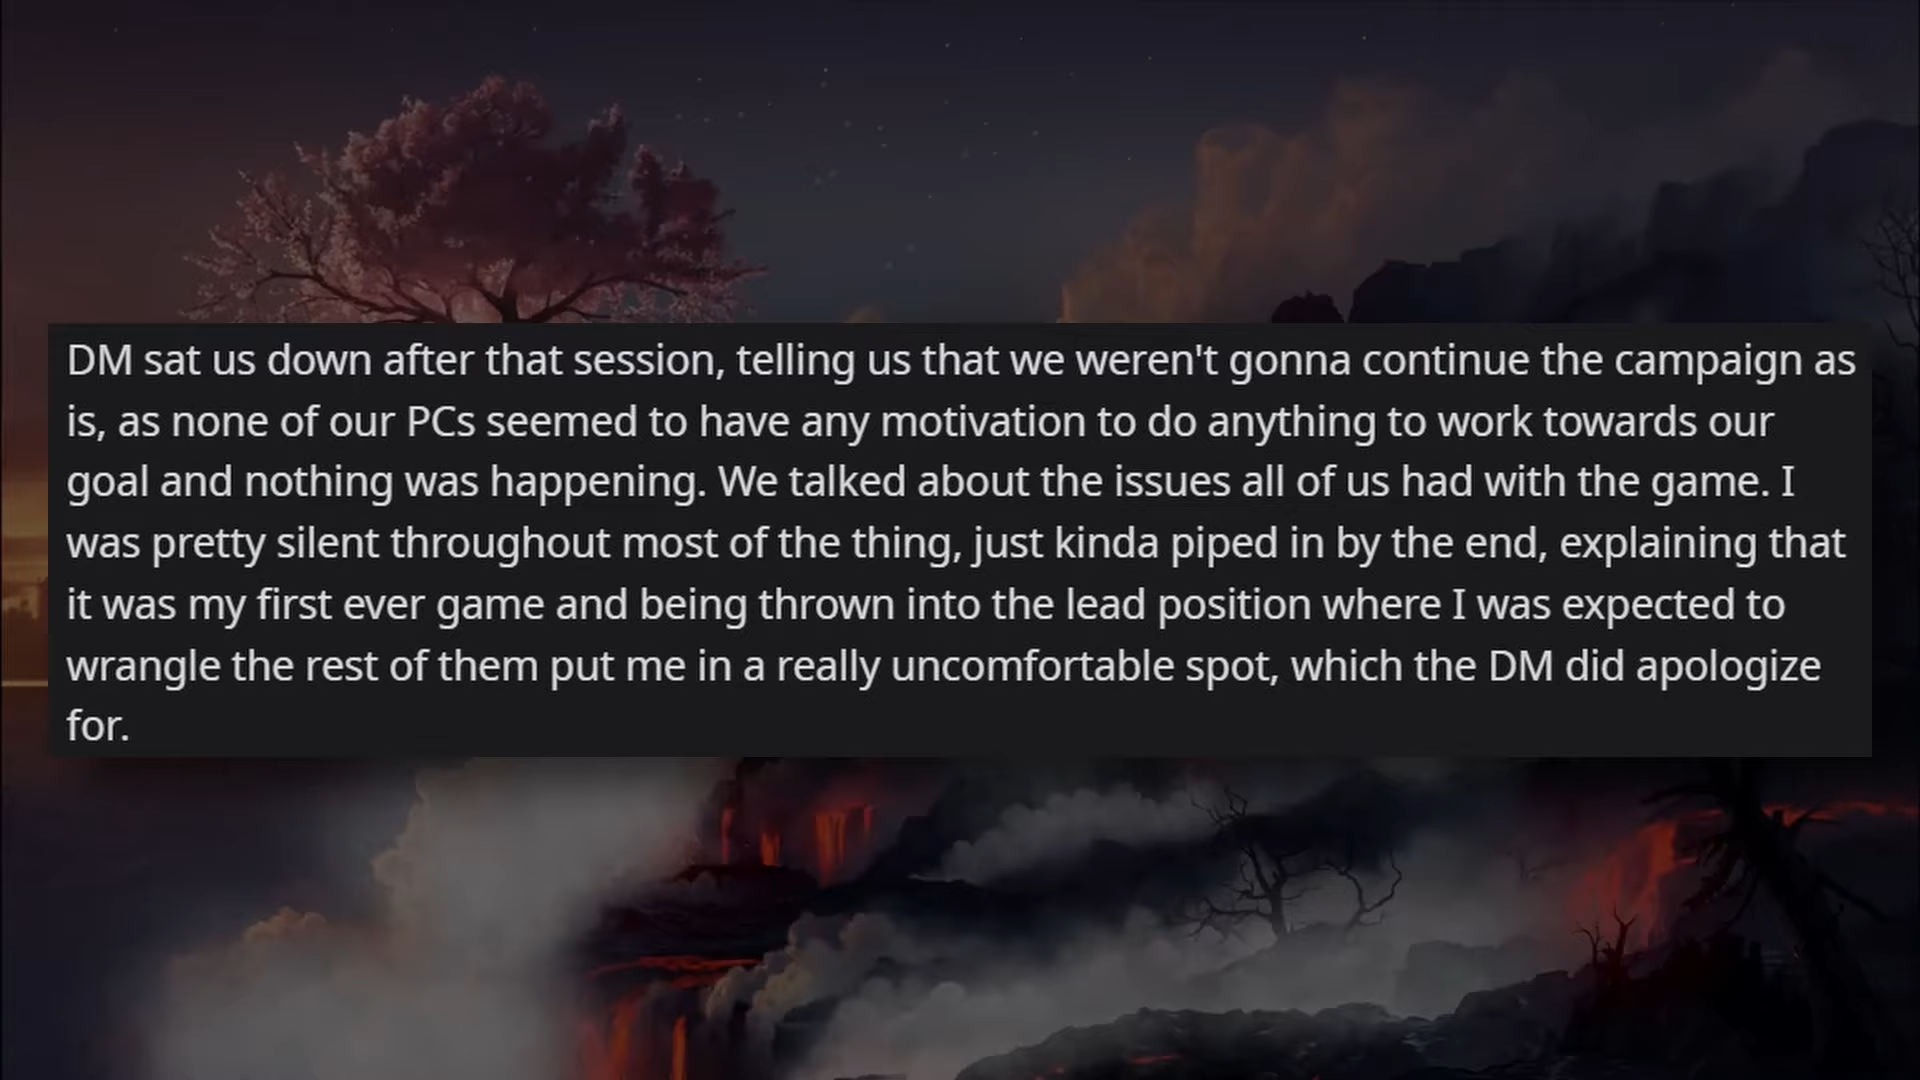 DM sat us down after that session, telling us that we weren't gonna continue the campaign as
is, as none of our PCs seemed to have any motivation to do anything to work towards our
goal and nothing was happening. We talked about the issues all of us had with the game. I
was pretty silent throughout most of the thing, just kinda piped in by the end, explaining that
it was my first ever game and being thrown into the lead position where I was expected to
wrangle the rest of them put me in a really uncomfortable spot, which the DM did apologize
for.